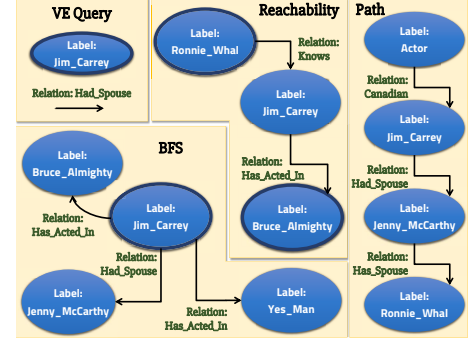 VE Query
Label:
Jim_Carrey
Relation: Had_Spouse
Reachability
Label:
Ronnie_Whal
Relation:
Knows
Label:
Jim_Carrey
Relation:
Has_Acted_In
Label:
Bruce_Almighty
Path
Label:
Actor
Relation:
Canadian
Label:
Jim_Carrey
Relation:
Had_Spouse
Label:
Jenny_McCarthy
Relation:
Has_Spouse
Label:
Ronnie_Whal
BFS
Label:
Bruce_Almighty
Relation:
Has_Acted_In
Label:
Jim_Carrey
Relation:
Had_Spouse
Label:
Jenny_McCarthy
Relation:
Has_Acted_In
Label:
Yes_Man